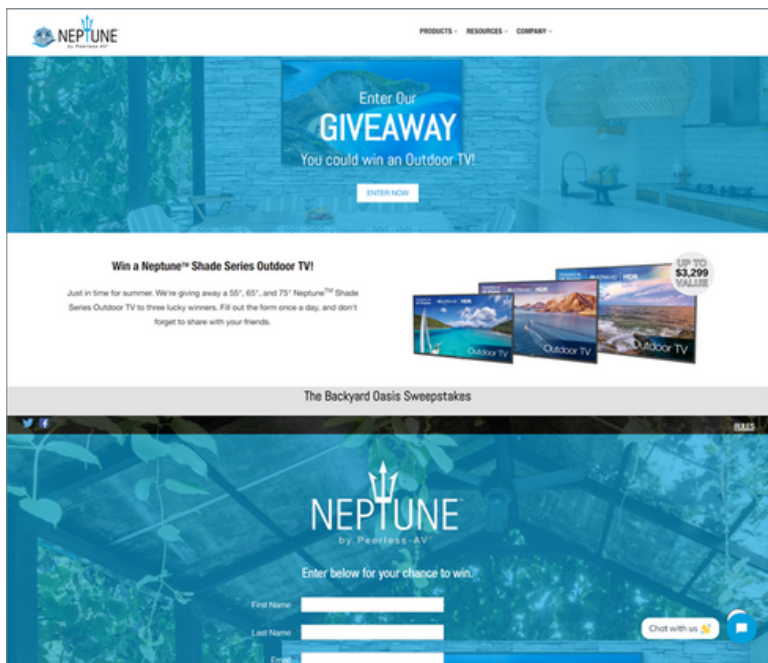 NEPTUNE
by Peerless-AV
PRODUCTS
RESOURCES
COMPANY
Enter Our
GIVEAWAY
You could win an Outdoor TV!
ENTER NOW
Win a Neptune™ Shade Series Outdoor TV!
Just in time for summer. We're giving away a 55", 65", and 75" Neptune™ Shade
Series Outdoor TV to three lucky winners. Fill out the form once a day, and don't
forget to share with your friends.
UP TO
$3,299
VALUE
HDR
HDR
HDR
Outdoor TV
Outdoor TV
Outdoor TV
The Backyard Oasis Sweepstakes
RULES
NEPTUNE
by Peerless-AV
Enter below for your chance to win.
First Name
Last Name
Email
Chat with us 👋